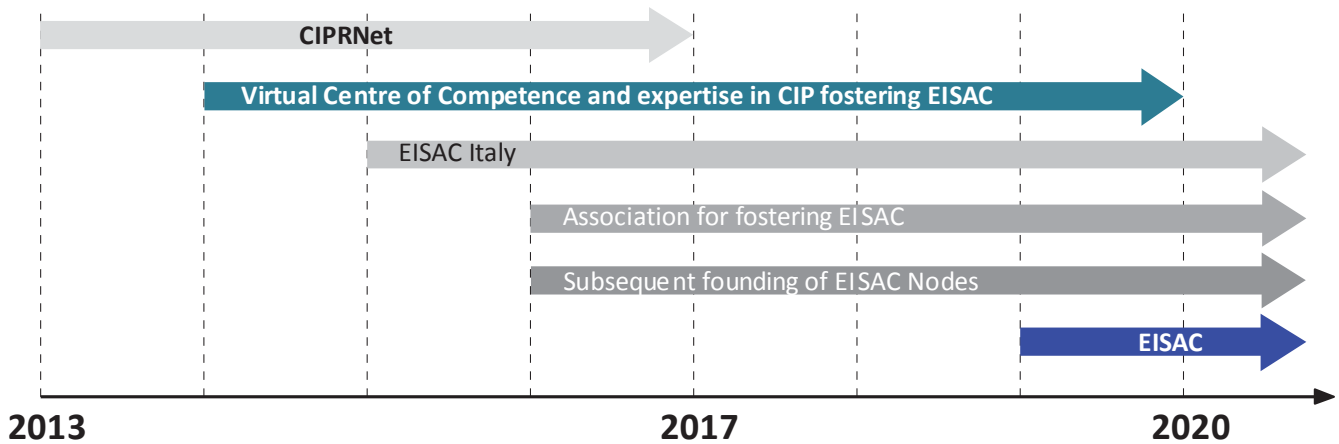 CIPRNet
Virtual Centre of Competence and expertise in CIP fostering EISAC
EISAC Italy
Association for fostering EISAC
Subsequent founding of EISAC Nodes
EISAC
2013 2017 2020